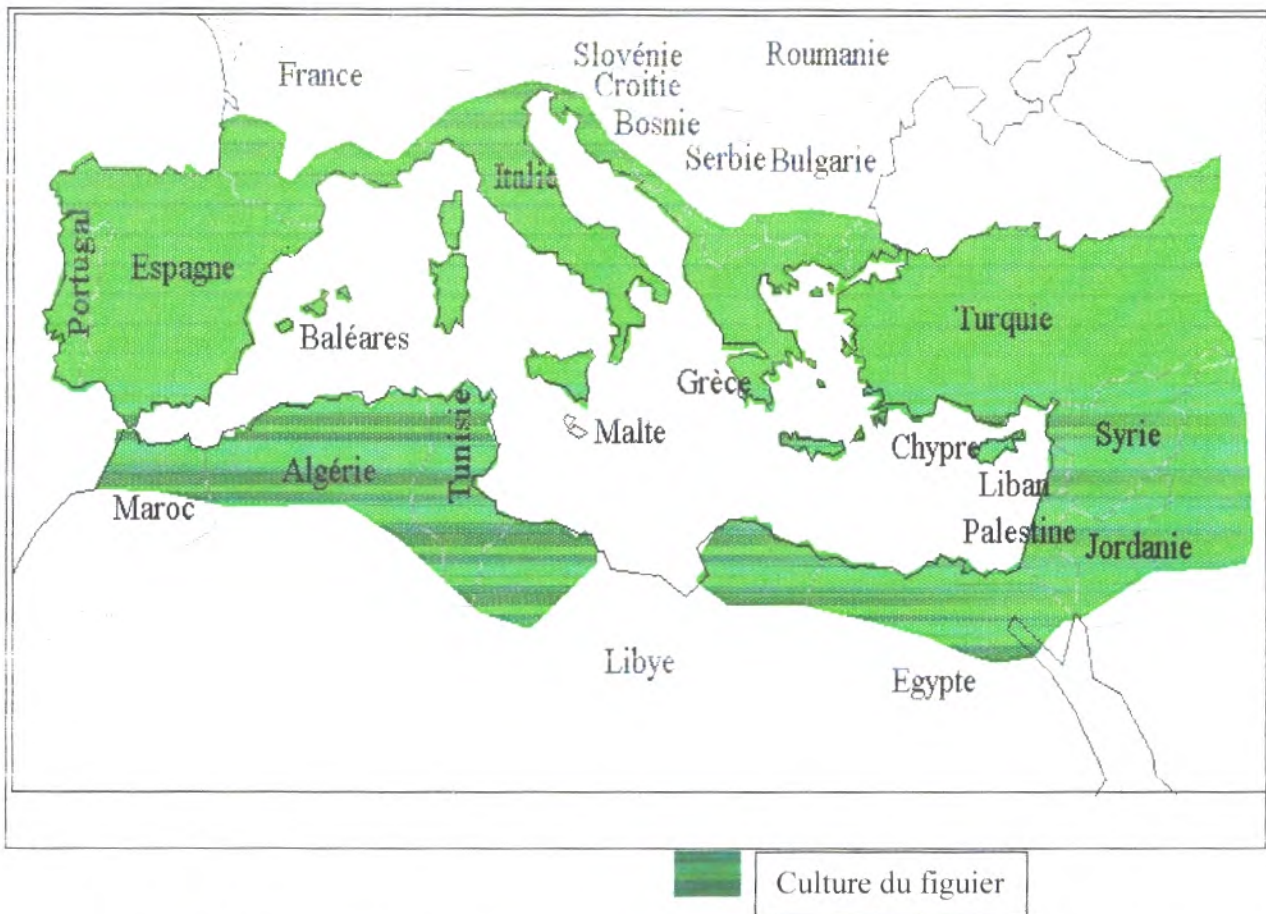 Slovénie
Roumanie
France
Croitie
Bosnie
Serbie Bulgarie
Italie
Portugal
Espagne
Turquie
Baléares
Grèce
Tunisie
Malte
Chypre
Syrie
Algérie
Liban
Maroc
Palestine
Jordanie
Libye
Egypte
Culture du figuier